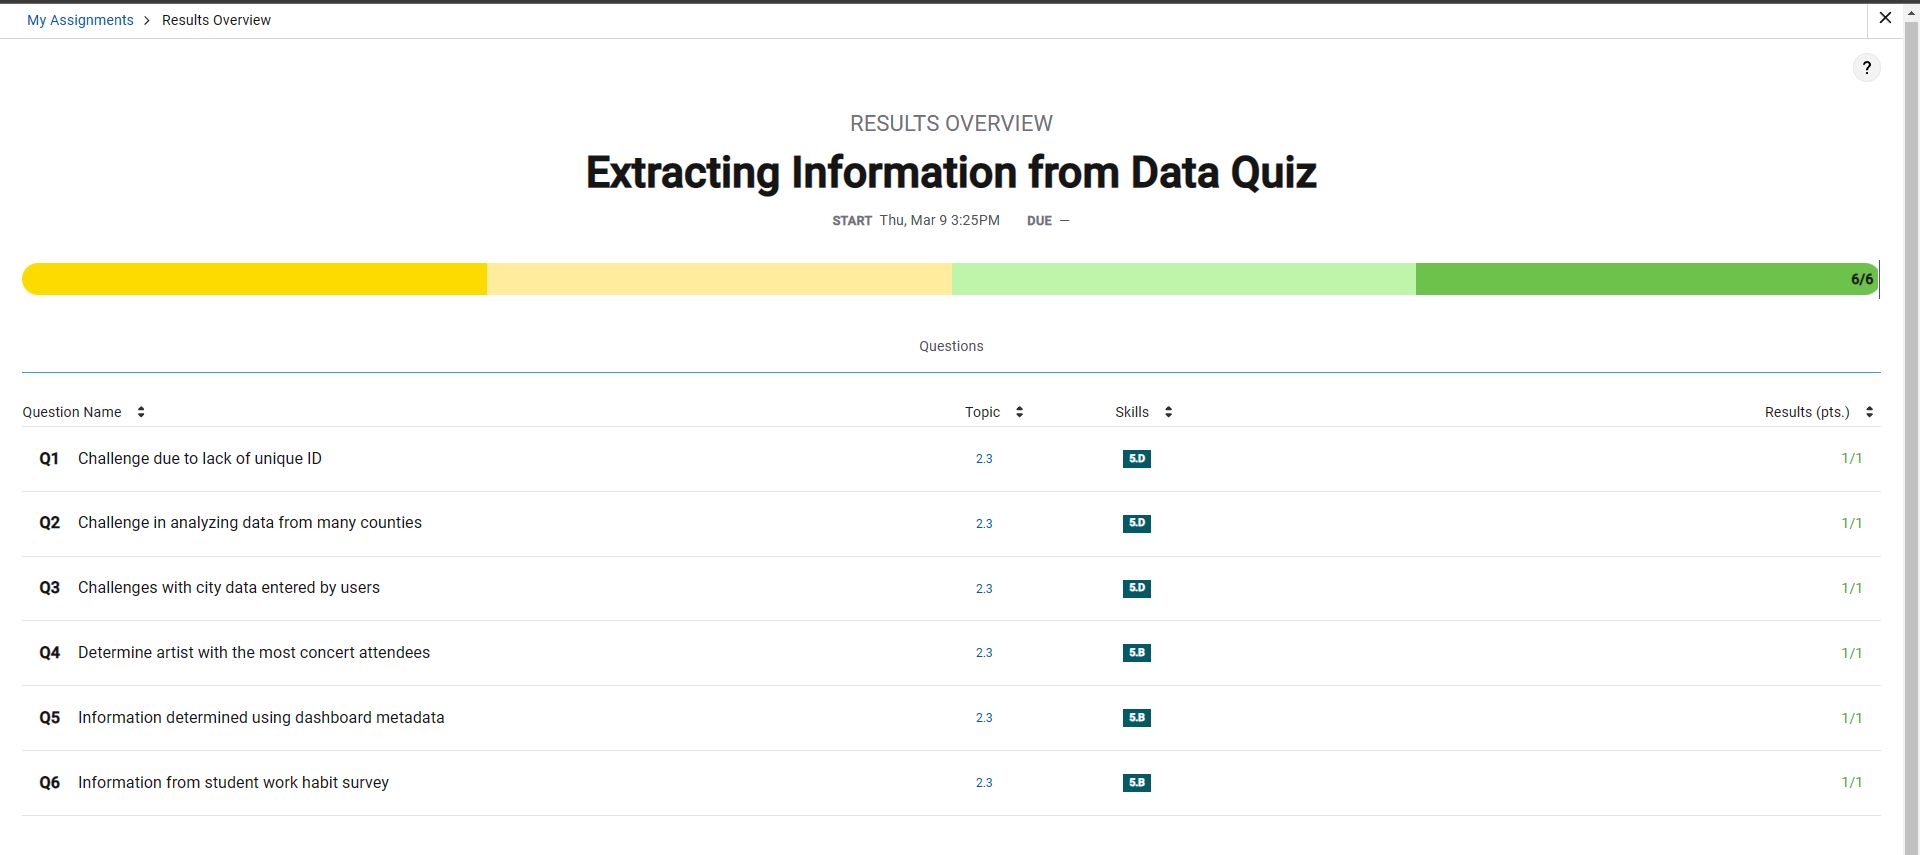 My Assignments > Results Overview
?
RESULTS OVERVIEW
Extracting Information from Data Quiz
START Thu, Mar 9 3:25PM DUE —
6/6
Questions
Question Name Topic Skills Results (pts.)
Q1 Challenge due to lack of unique ID 2.3 5.D 1/1
Q2 Challenge in analyzing data from many counties 2.3 5.D 1/1
Q3 Challenges with city data entered by users 2.3 5.D 1/1
Q4 Determine artist with the most concert attendees 2.3 5.B 1/1
Q5 Information determined using dashboard metadata 2.3 5.B 1/1
Q6 Information from student work habit survey 2.3 5.B 1/1